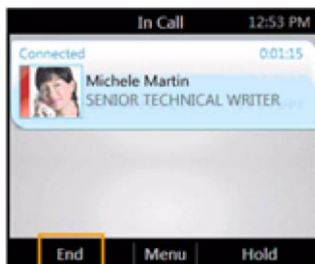 In Call 12:53 PM
Connected 0:01:15
Michele Martin
SENIOR TECHNICAL WRITER
End Menu Hold